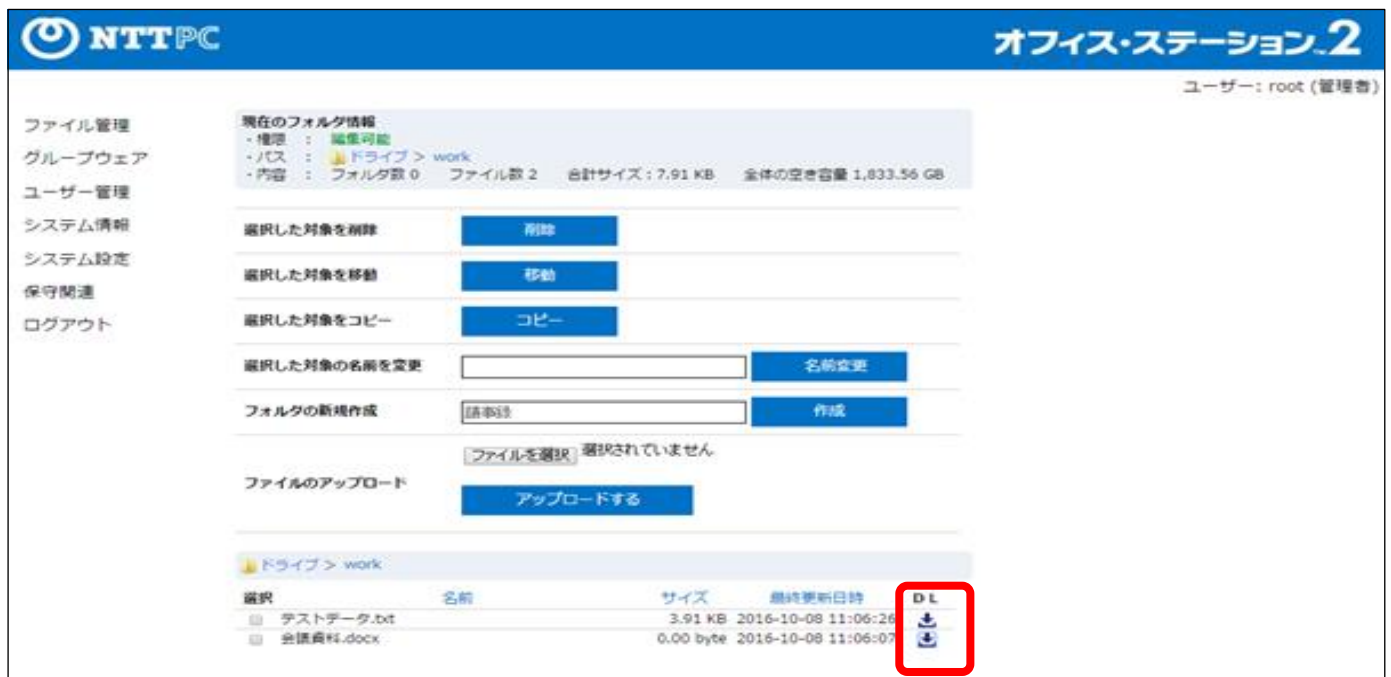 NTTPC オフィス・ステーション 2
ユーザー: root (管理者)
ファイル管理
グループウェア
ユーザー管理
システム情報
システム設定
保守関連
ログアウト
現在のフォルダ情報
・権限 : 編集可能
・パス : ドライブ > work
・内容 : フォルダ数 0 ファイル数 2 合計サイズ : 7.91 KB 全体の空き容量 1,833.56 GB
選択した対象を削除 削除
選択した対象を移動 移動
選択した対象をコピー コピー
選択した対象の名前を変更 名前変更
フォルダの新規作成 議事録 作成
ファイルを選択 選択されていません
ファイルのアップロード
アップロードする
ドライブ > work
選択 名前 サイズ 最終更新日時 DL
テストデータ.txt 3.91 KB 2016-10-08 11:06:26
会議資料.docx 0.00 byte 2016-10-08 11:06:07